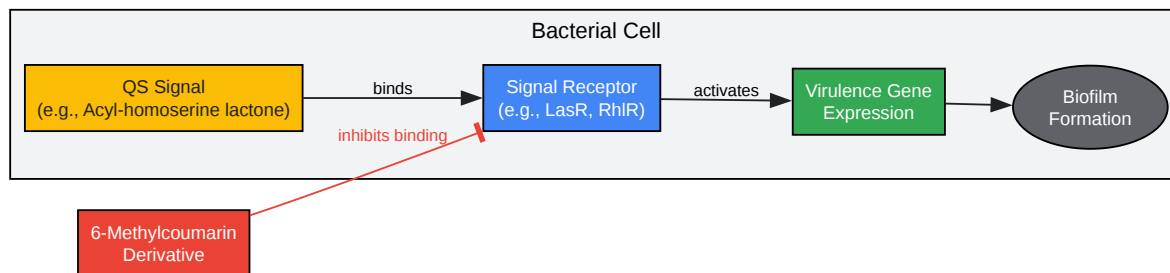 Bacterial Cell
QS Signal
(e.g., Acyl-homoserine lactone)
binds
Signal Receptor
(e.g., LasR, RhlR)
activates
Virulence Gene
Expression
Biofilm
Formation
inhibits binding
6-Methylcoumarin
Derivative